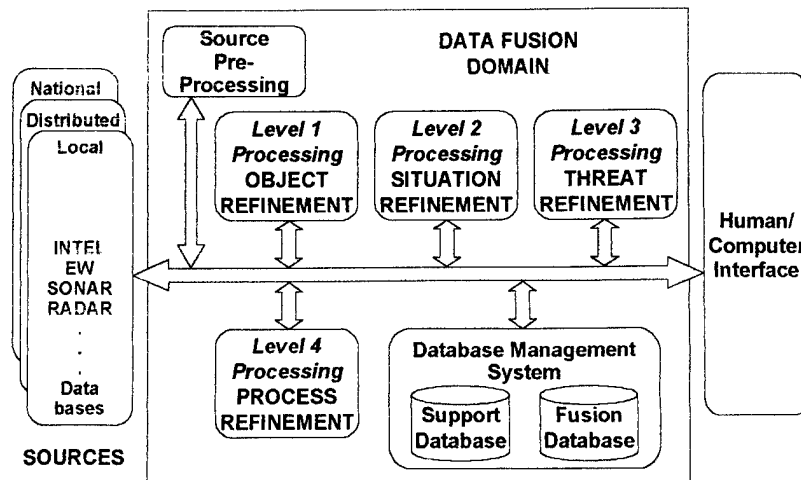 National
Distributed
Local
INTEL
EW
SONAR
RADAR
.
.
.
Data
bases
SOURCES
Source
Pre-
Processing
DATA FUSION
DOMAIN
Level 1
Processing
OBJECT
REFINEMENT
Level 2
Processing
SITUATION
REFINEMENT
Level 3
Processing
THREAT
REFINEMENT
Level 4
Processing
PROCESS
REFINEMENT
Database Management
System
Support
Database
Fusion
Database
Human/
Computer
Interface